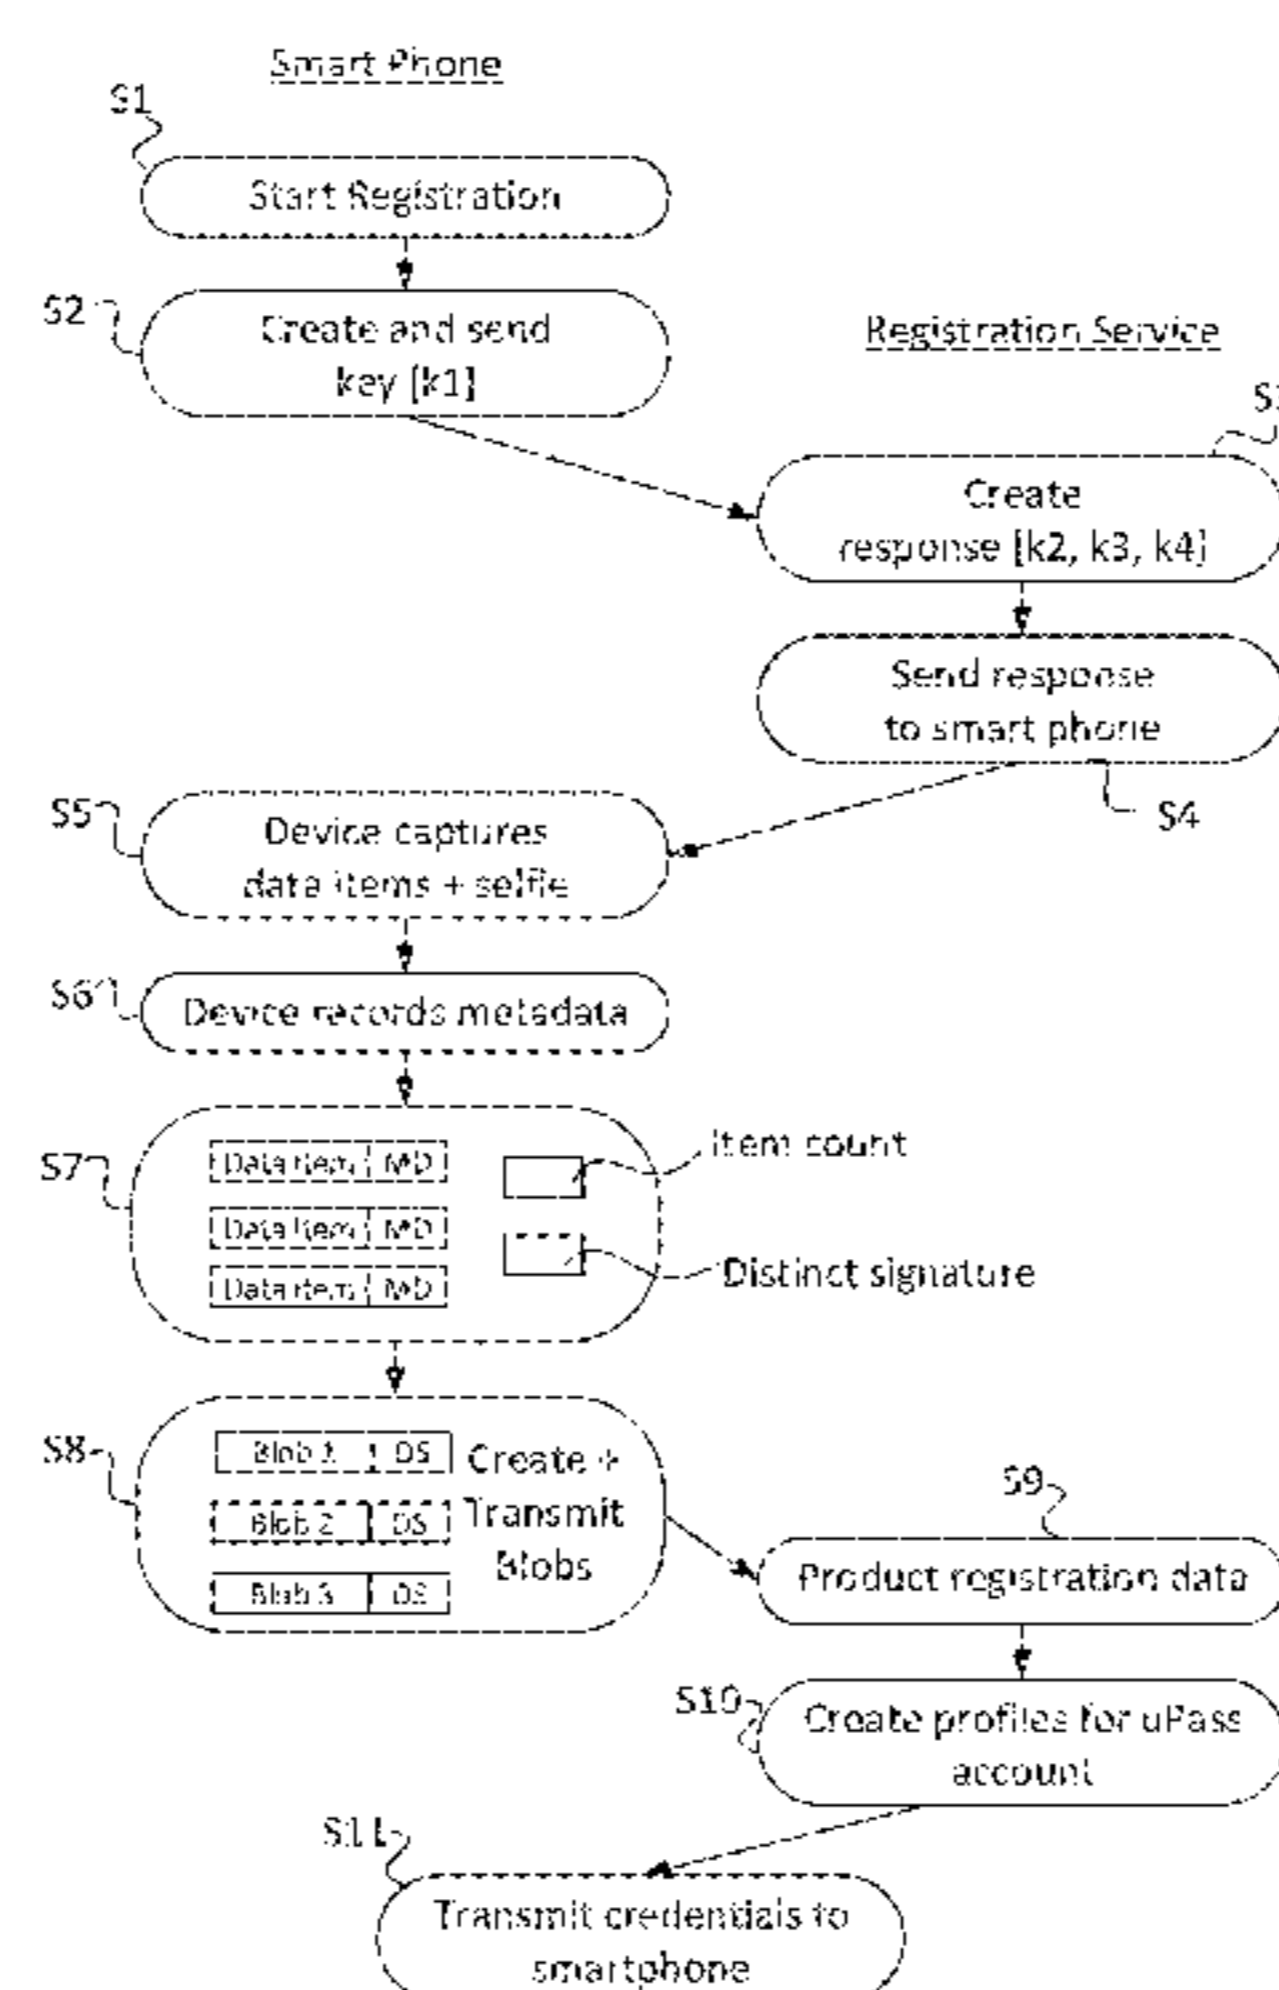 Smart Phone
S1
Start Registration
S2
Create and send
key [k1]
Registration Service
Create
response [k2, k3, k4]
Send response
to smart phone
S4
S5
Device captures
data items + selfie
S6
Device records metadata
S7
Data Item MD
Data Item MD
Data Item MD
Item count
Distinct signature
S8
Blob 1 DS
Blob 2 DS
Blob 3 DS
Create +
Transmit
Blobs
S9
Product registration data
S10
Create profiles for uPass
account
S11
Transmit credentials to
smartphone